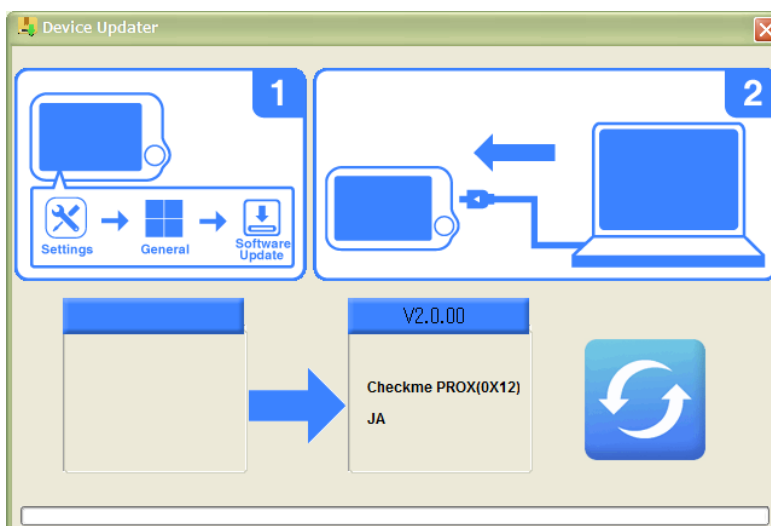 Device Updater
1
2
Settings
General
Software
Update
V2.0.00
Checkme PROX(0X12)
JA